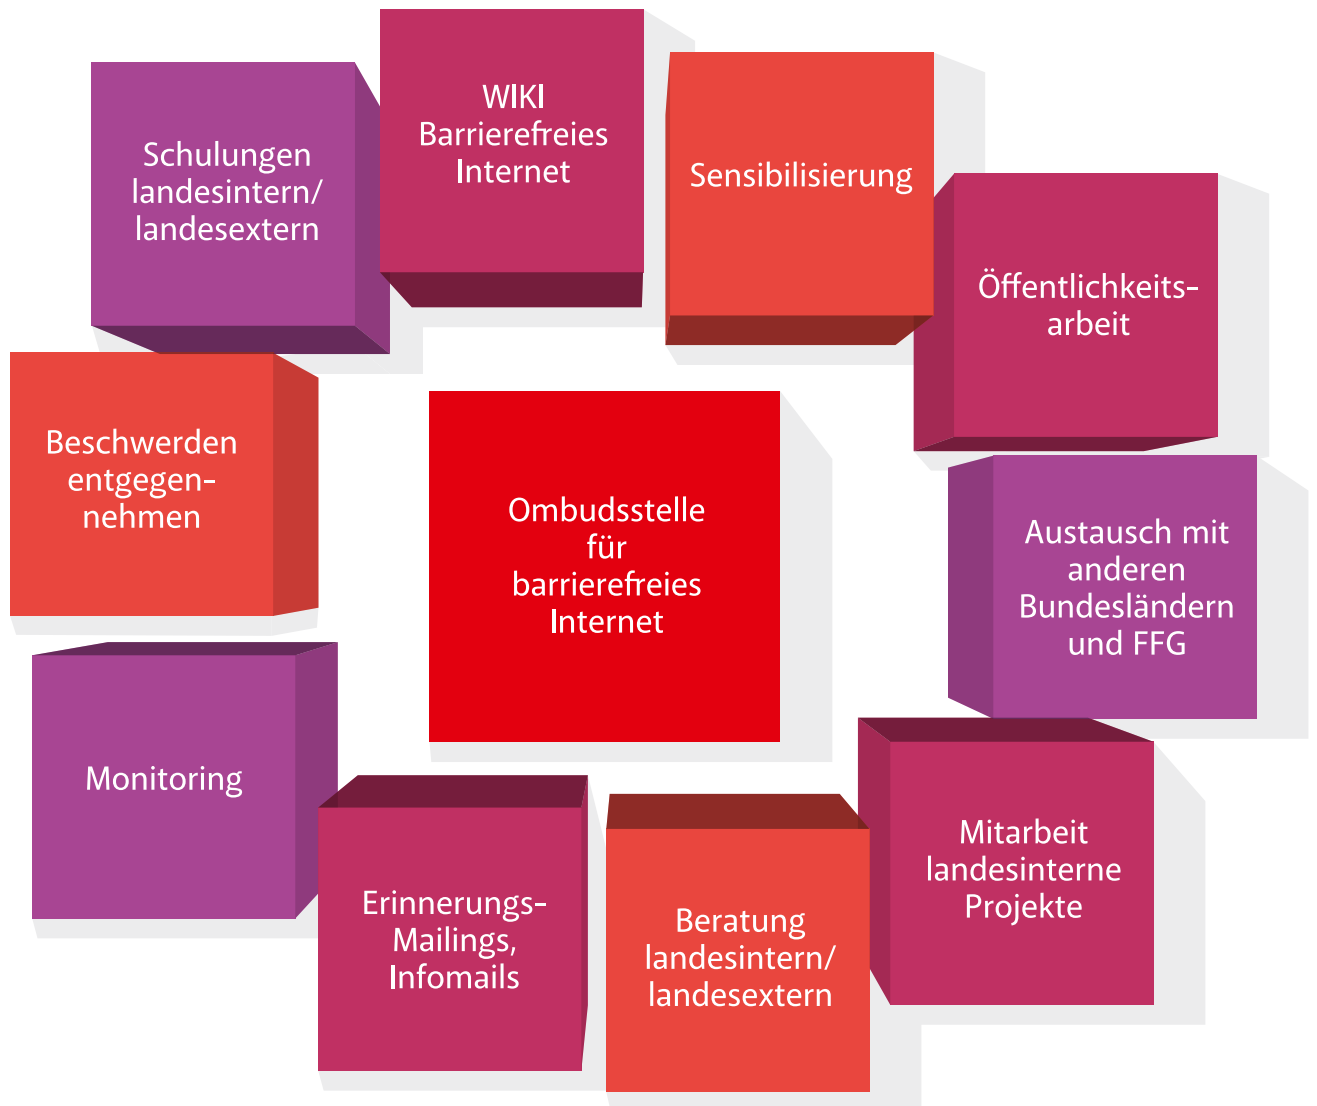 WIKI
Barrierefreies
Internet
Schulungen
landesintern/
landesextern
Sensibilisierung
Öffentlichkeits-
arbeit
Beschwerden
entgegen-
nehmen
Ombudsstelle
für
barrierefreies
Internet
Austausch mit
anderen
Bundesländern
und FFG
Monitoring
Mitarbeit
landesinterne
Projekte
Erinnerungs-
Mailings,
Infomails
Beratung
landesintern/
landesextern